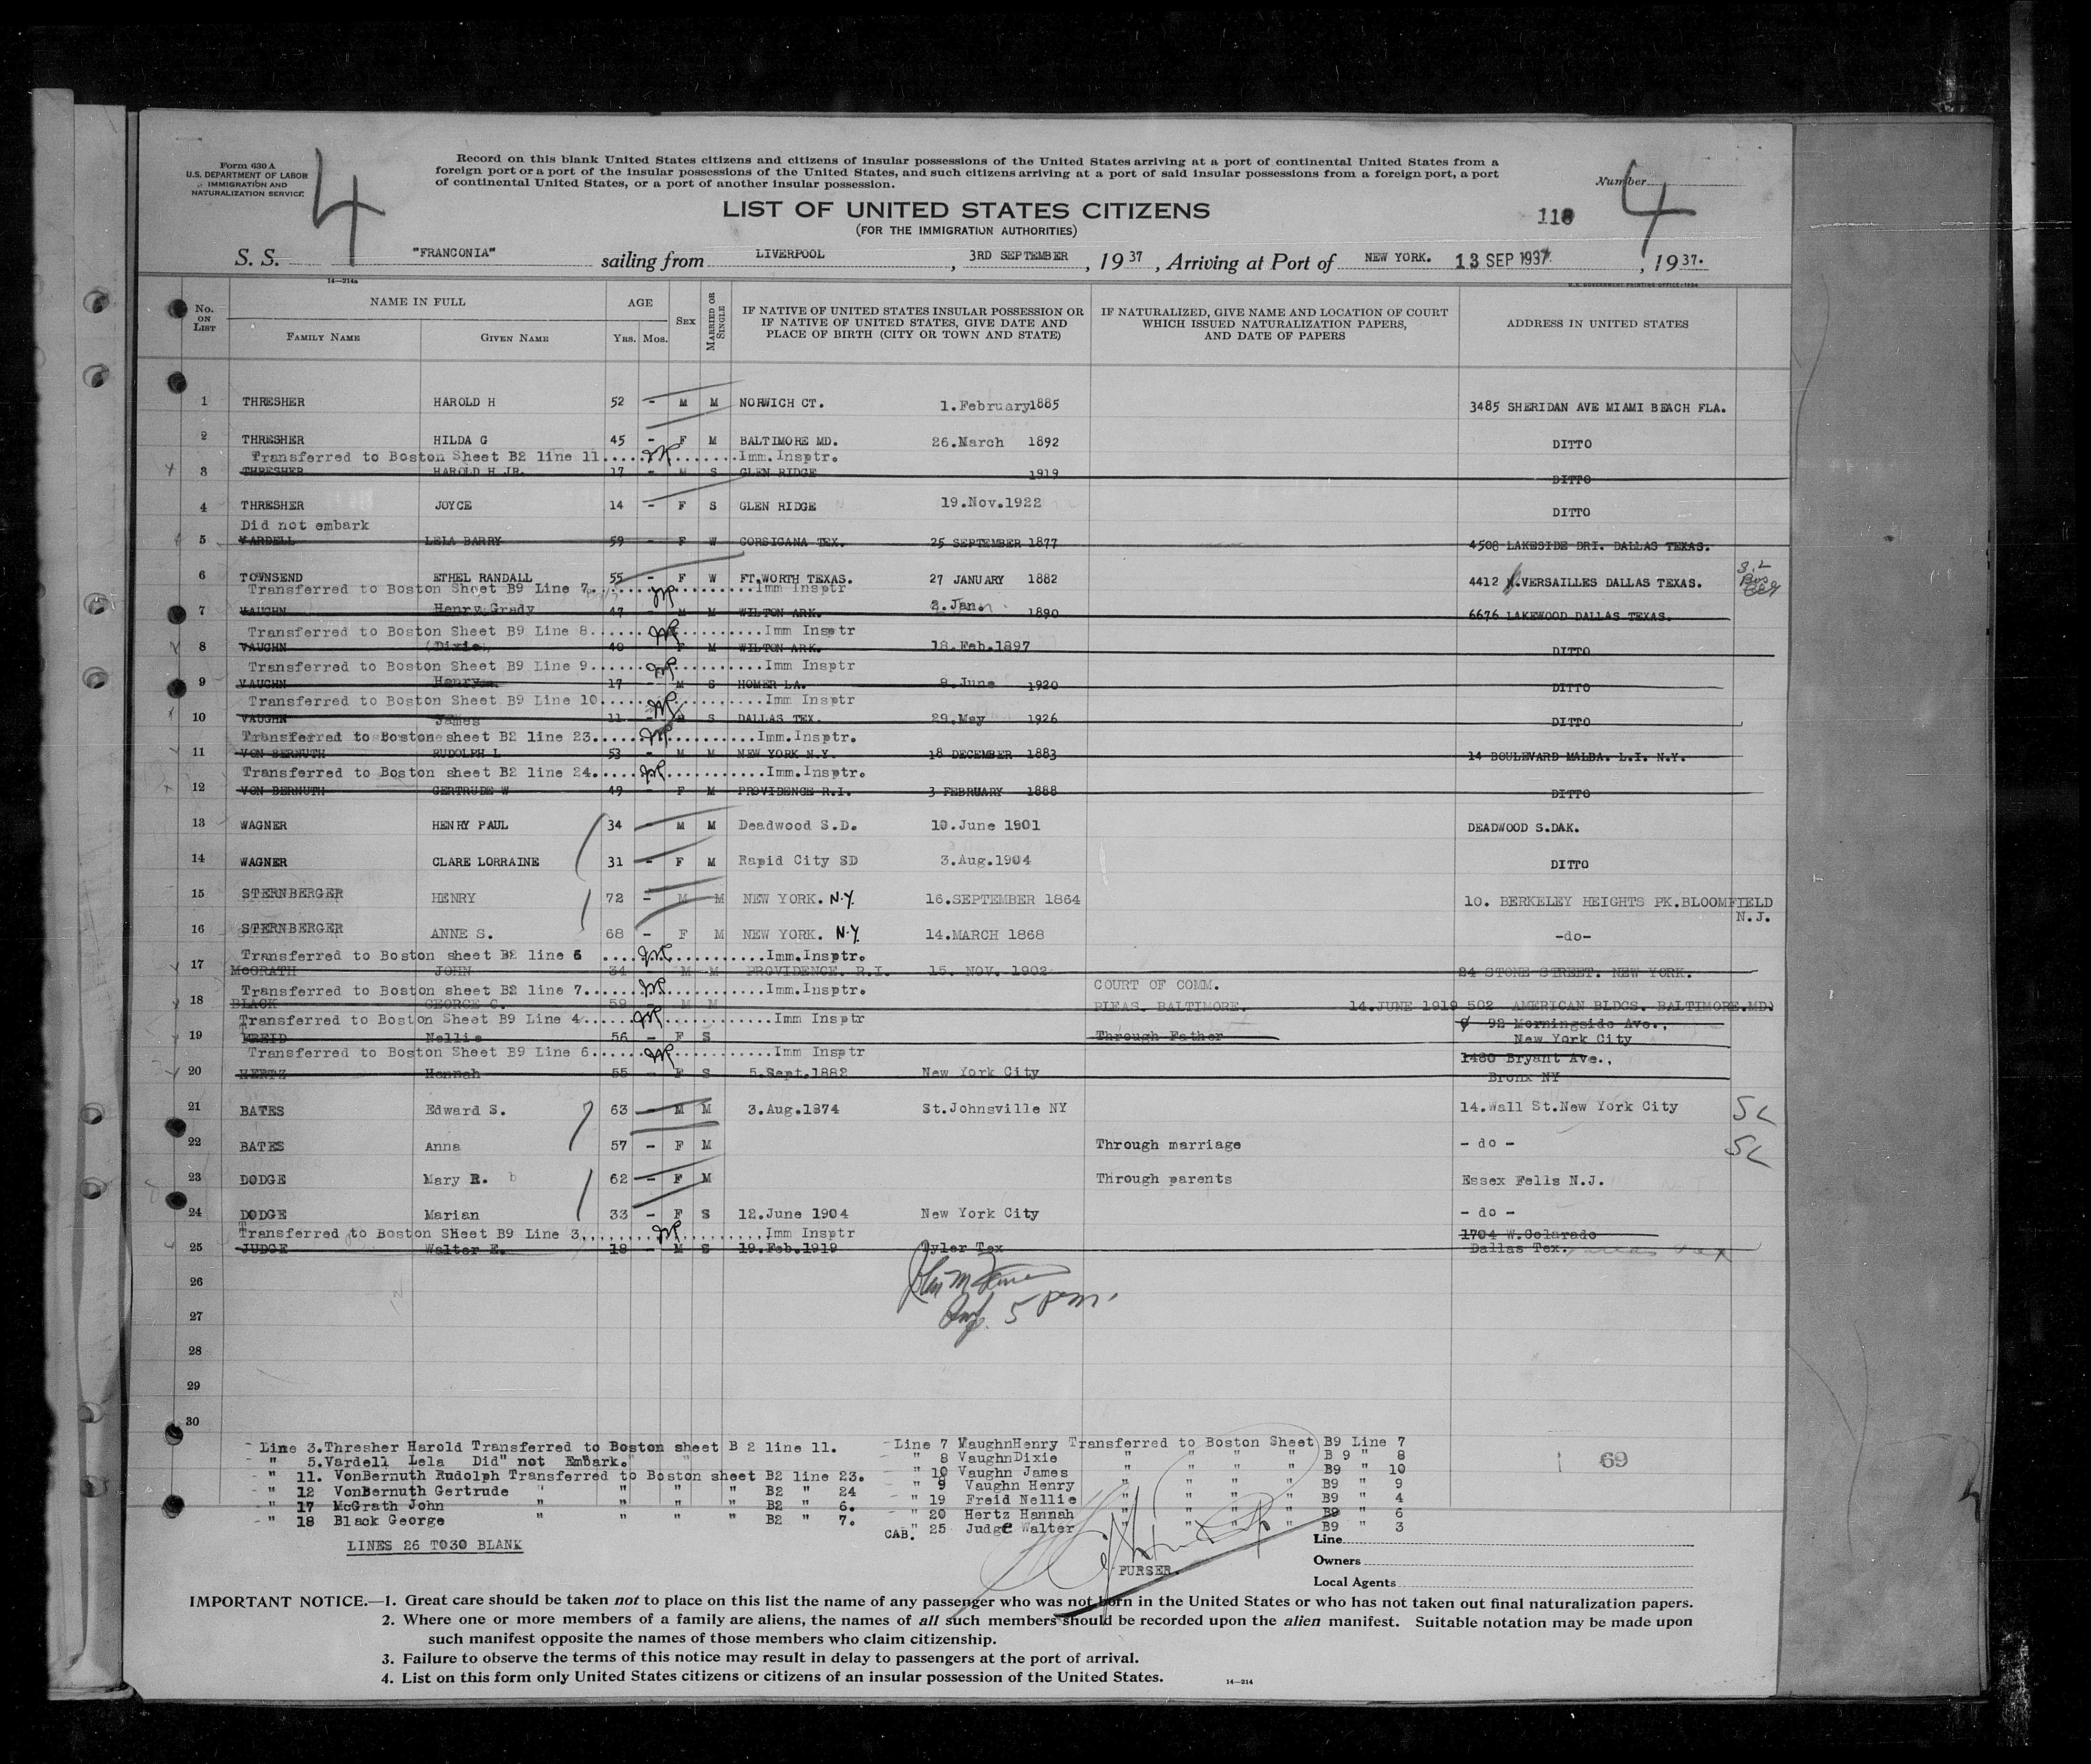 Form 630 A
U.S. DEPARTMENT OF LABOR
IMMIGRATION AND
NATURALIZATION SERVICE
4
Record on this blank United States citizens and citizens of insular possessions of the United States arriving at a port of continental United States from a
foreign port or a port of the insular possessions of the United States, and such citizens arriving at a port of said insular possessions from a foreign port, a port
of continental United States, or a port of another insular possession.
Number 4
LIST OF UNITED STATES CITIZENS
(FOR THE IMMIGRATION AUTHORITIES)
118
S. S. "FRANCONIA" sailing from LIVERPOOL, 3RD SEPTEMBER, 1937, Arriving at Port of NEW YORK. 13 SEP 1937, 1937.
14—214a
U.S. GOVERNMENT PRINTING OFFICE: 1934
No. ON LIST
NAME IN FULL
FAMILY NAME
GIVEN NAME
AGE
YRS. MOS.
SEX
MARRIED OR SINGLE
IF NATIVE OF UNITED STATES INSULAR POSSESSION OR
IF NATIVE OF UNITED STATES, GIVE DATE AND
PLACE OF BIRTH (CITY OR TOWN AND STATE)
IF NATURALIZED, GIVE NAME AND LOCATION OF COURT
WHICH ISSUED NATURALIZATION PAPERS,
AND DATE OF PAPERS
ADDRESS IN UNITED STATES
1 THRESHER HAROLD H 52 - M M NORWICH CT. 1.February1885 3485 SHERIDAN AVE MIAMI BEACH FLA.
2 THRESHER HILDA G 45 - F M BALTIMORE MD. 26.March 1892 DITTO
Transferred to Boston Sheet B2 line 11.....JR.......Imm.Insptr.
3 THRESHER HAROLD H JR. 17 - M S GLEN RIDGE 1919 DITTO
4 THRESHER JOYCE 14 - F S GLEN RIDGE 19.Nov.1922 DITTO
Did not embark
5 VARDELL LELA BARRY 59 - F W CORSICANA TEX. 25 SEPTEMBER 1877 4508 LAKESIDE DRI. DALLAS TEXAS.
6 TOWNSEND ETHEL RANDALL 55 - F W FT.WORTH TEXAS. 27 JANUARY 1882 4412 .VERSAILLES DALLAS TEXAS.
Transferred to Boston Sheet B9 Line 7.....JR.........Imm Insptr
7 VAUGHN Henry Grady 47 - M M WILTON ARK. 2.Jan. 1890 6676 LAKEWOOD DALLAS TEXAS.
Transferred to Boston Sheet B9 Line 8......JR..........Imm Insptr
8 VAUGHN (Dixie) 40 F M WILTON ARK. 18.Feb.1897 DITTO
Transferred to Boston Sheet B9 Line 9......JR..........Imm Insptr
9 VAUGHN Henry 17 - M S HOMER LA. 8.June 1920 DITTO
Transferred to Boston Sheet B9 Line 10.....JR..........Imm Insptr
10 VAUGHN James 11 - M S DALLAS TEX. 29.May 1926 DITTO
Transferred to Boston sheet B2 line 23.....JR.........Imm.Insptr.
11 VON BERNUTH RUDOLPH L 53 - M M NEW YORK N.Y. 18 DECEMBER 1883 14 BOULEVARD MALBA. L.I. N.Y.
Transferred to Boston sheet B2 line 24.....JR..........Imm.Insptr.
12 VON BERNUTH GERTRUDE W 49 - F M PROVIDENCE R.I. 3 FEBRUARY 1888 DITTO
13 WAGNER HENRY PAUL 34 - M M Deadwood S.D. 10.June 1901 DEADWOOD S.DAK.
14 WAGNER CLARE LORRAINE 31 - F M Rapid City SD 3.Aug.1904 DITTO
15 STERNBERGER HENRY 72 - M M NEW YORK. N.Y. 16.SEPTEMBER 1864 10. BERKELEY HEIGHTS PK.BLOOMFIELD
N.J.
16 STERNBERGER ANNE S. 68 - F M NEW YORK. N.Y. 14.MARCH 1868 -do-
Transferred to Boston sheet B2 line 6 ....JR..........Imm.Insptr.
17 McGRATH JOHN 34 - M M PROVIDENCE. R.I. 15. NOV. 1902 24 STONE STREET. NEW YORK.
Transferred to Boston sheet B2 line 7.....JR..........Imm.Insptr. COURT OF COMM.
18 BLACK GEORGE C. 59 - M M PLEAS. BALTIMORE. 14.JUNE 1919 502 AMERICAN BLDGS. BALTIMORE.MD.
Transferred to Boston Sheet B9 Line 4......JR...........Imm Insptr
92 Morningside Ave.,
19 FREID Nellie 56 - F S Through Father New York City
Transferred to Boston Sheet B9 Line 6......JR..........Imm Insptr
1480 Bryant Ave.,
20 HERTZ Hannah 55 - F S 5.Sept.1882 New York City Bronx NY
21 BATES Edward S. 63 - M M 3.Aug.1874 St.Johnsville NY 14.Wall St.New York City
22 BATES Anna 57 - F M Through marriage - do -
23 DODGE Mary R. 62 - F M Through parents Essex Fells N.J.
24 DODGE Marian 33 - F S 12.June 1904 New York City - do -
Transferred to Boston SHeet B9 Line 3.........JR.........Imm Insptr
1704 W.Colarado
25 JUDGE Walter E. 18 - M S 19.Feb.1919 Tyler Tex Dallas Tex.
26
5 pm.
27
28
29
30
Line 3.Thresher Harold Transferred to Boston sheet B 2 line 11.
" 5.Vardell Lela Did" not Embark."
" 11. VonBernuth Rudolph Transferred to Boston sheet B2 line 23.
" 12 VonBernuth Gertrude " " " B2 " 24
" 17 McGrath John " " " B2 " 6.
" 18 Black George " " " B2 " 7.
LINES 26 TO30 BLANK
Line 7 VaughnHenry Transferred to Boston Sheet B9 Line 7
" 8 VaughnDixie " " " B 9 " 8
" 10 Vaughn James " " " B9 " 10
" 9 Vaughn Henry " " " B9 " 9
" 19 Freid Nellie " " " B9 " 4
" 20 Hertz Hannah " " " B9 " 6
CAB. " 25 Judge Walter " " " B9 " 3
69
PURSER.
Line
Owners
Local Agents
IMPORTANT NOTICE.—1. Great care should be taken not to place on this list the name of any passenger who was not born in the United States or who has not taken out final naturalization papers.
2. Where one or more members of a family are aliens, the names of all such members should be recorded upon the alien manifest. Suitable notation may be made upon
such manifest opposite the names of those members who claim citizenship.
3. Failure to observe the terms of this notice may result in delay to passengers at the port of arrival.
4. List on this form only United States citizens or citizens of an insular possession of the United States.
14—214